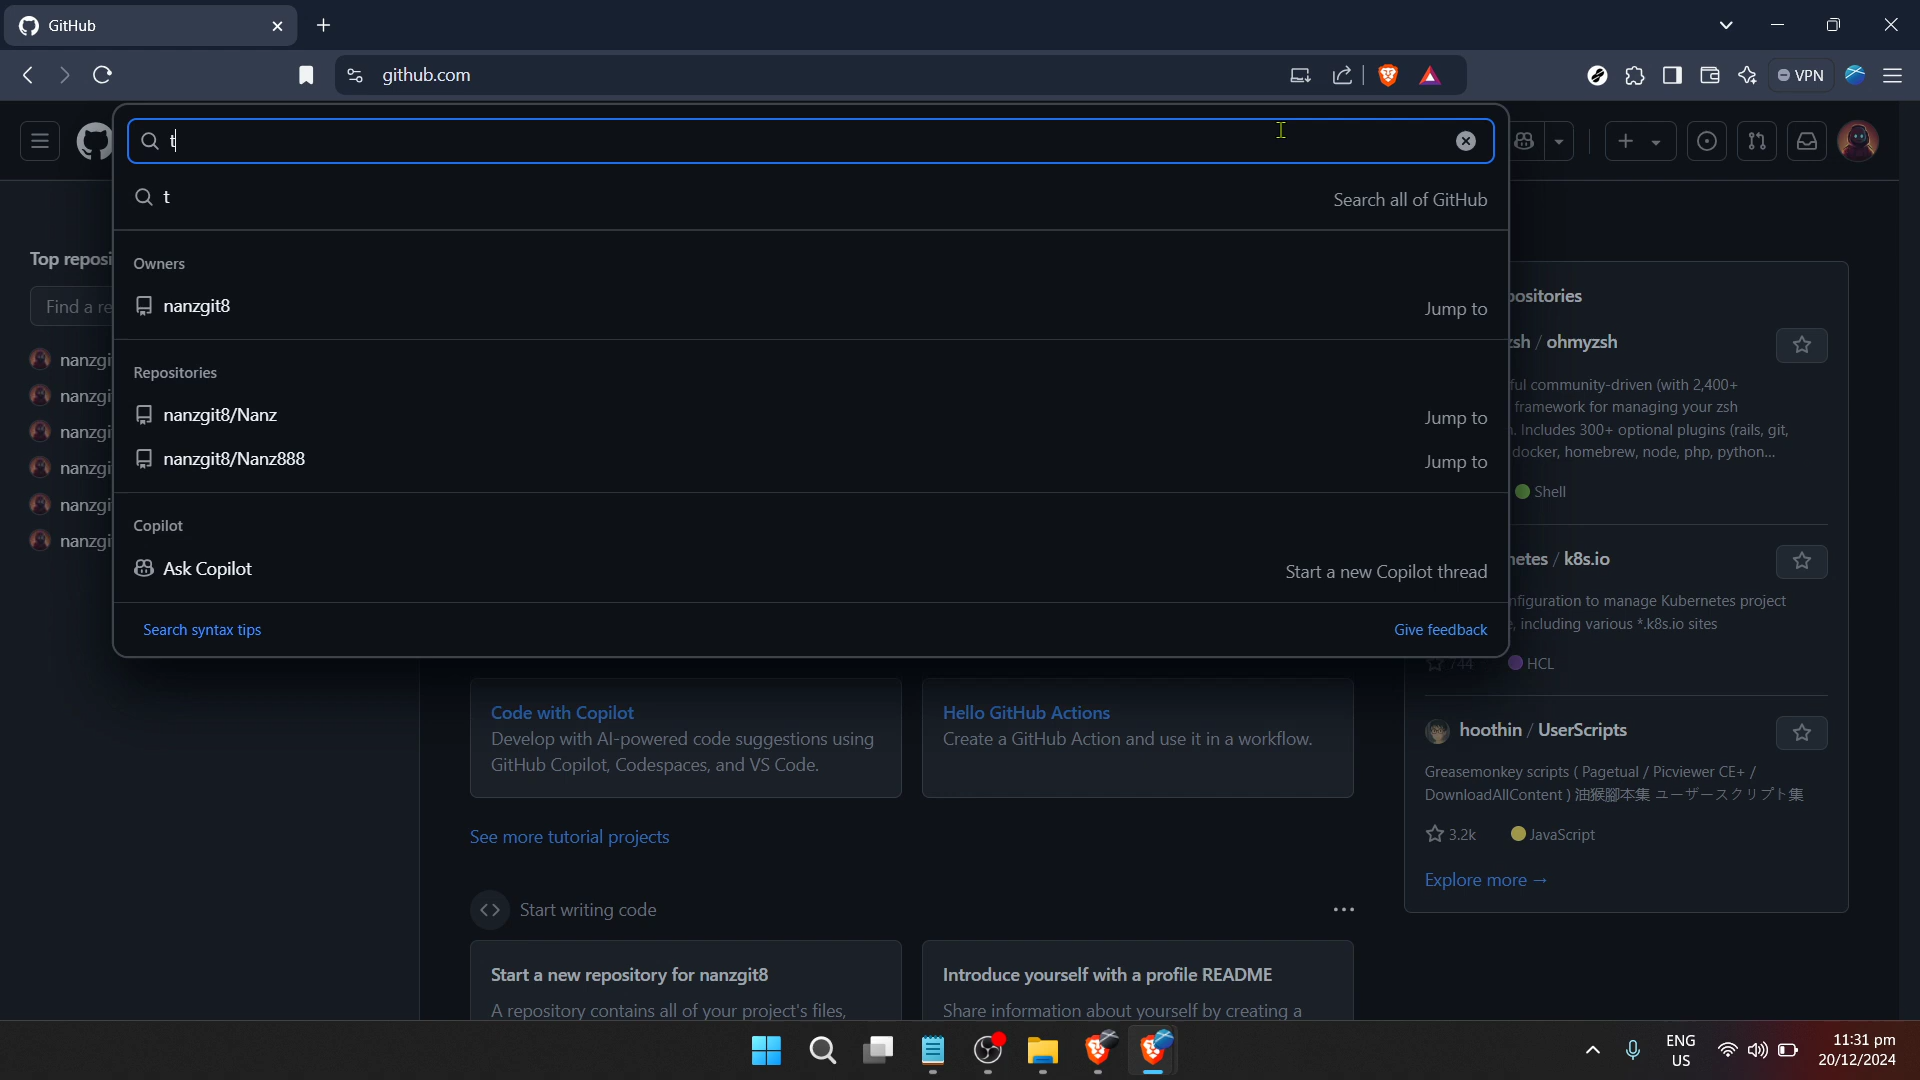 GitHub
github.com
VPN
t
t
Search all of GitHub
Owners
nanzgit8
Jump to
Repositories
nanzgit8/Nanz
Jump to
nanzgit8/Nanz888
Jump to
Copilot
Ask Copilot
Start a new Copilot thread
Search syntax tips
Give feedback
Top reposi
Find a re
nanzgi
nanzgi
nanzgi
nanzgi
nanzgi
nanzgi
ositories
sh / ohmyzsh
ful community-driven (with 2,400+
framework for managing your zsh
. Includes 300+ optional plugins (rails, git,
docker, homebrew, node, php, python...
Shell
netes / k8s.io
nfiguration to manage Kubernetes project
, including various *.k8s.io sites
744
HCL
hoothin / UserScripts
Greasemonkey scripts ( Pagetual / Picviewer CE+ /
DownloadAllContent ) 油猴腳本集 ユーザースクリプト集
3.2k
JavaScript
Explore more →
Code with Copilot
Develop with AI-powered code suggestions using
GitHub Copilot, Codespaces, and VS Code.
Hello GitHub Actions
Create a GitHub Action and use it in a workflow.
See more tutorial projects
Start writing code
Start a new repository for nanzgit8
A repository contains all of your project's files,
Introduce yourself with a profile README
Share information about yourself by creating a
ENG
US
11:31 pm
20/12/2024